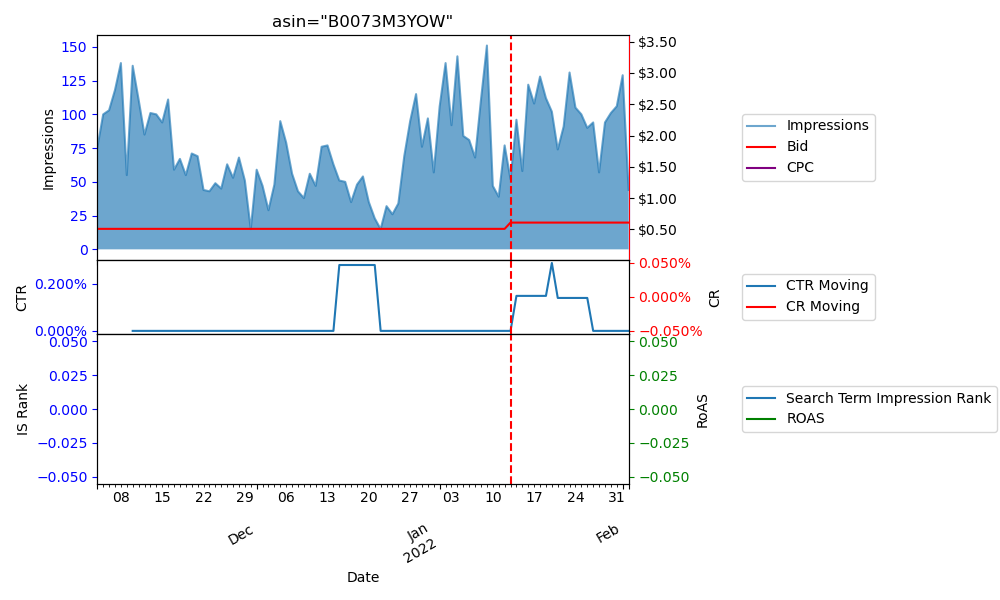 asin="B0073M3YOW"
Impressions
150
125
100
75
50
25
0
$3.50
$3.00
$2.50
$2.00
$1.50
$1.00
$0.50
Impressions
Bid
CPC
CTR
0.200%
0.000%
0.050%
0.000%
−0.050%
CR
CTR Moving
CR Moving
IS Rank
0.050
0.025
0.000
−0.025
−0.050
0.050
0.025
0.000
−0.025
−0.050
RoAS
Search Term Impression Rank
ROAS
08 15 22 29 06 13 20 27 03 10 17 24 31
Dec Jan Feb
2022
Date